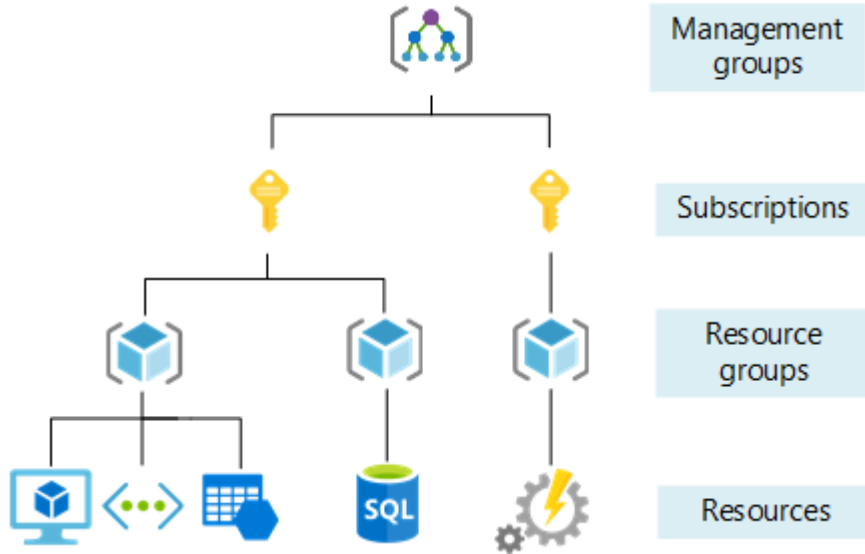 Management
groups
Subscriptions
Resource
groups
SQL
Resources